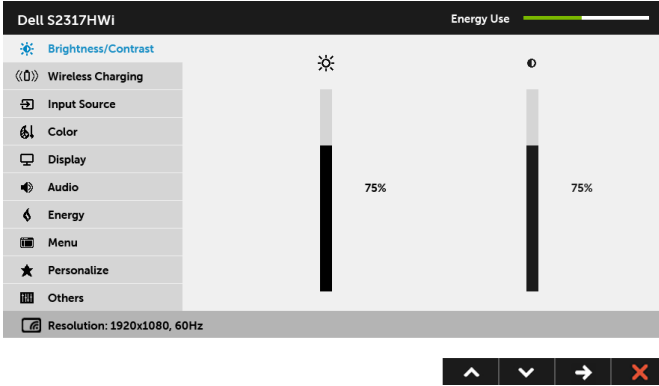 Dell S2317HWi
Energy Use
Brightness/Contrast
Wireless Charging
Input Source
Color
Display
Audio
75%
75%
Energy
Menu
Personalize
Others
Resolution: 1920x1080, 60Hz